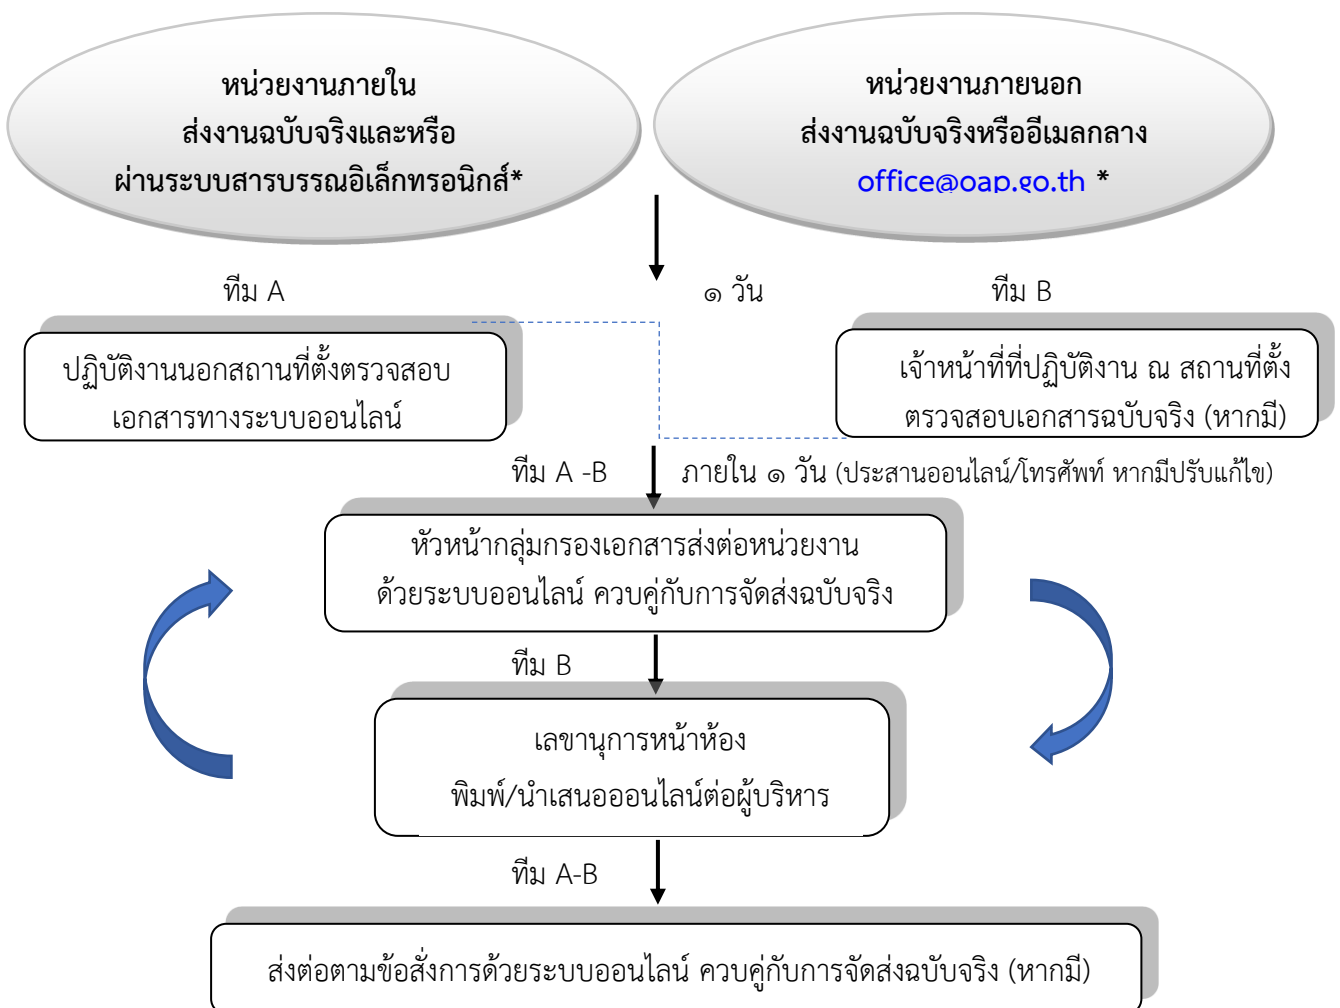 หน่วยงานภายใน
ส่งงานฉบับจริงและหรือ
ผ่านระบบสารบรรณอิเล็กทรอนิกส์*
หน่วยงานภายนอก
ส่งงานฉบับจริงหรืออีเมลกลาง
office@oap.go.th *
ทีม A
๑ วัน
ทีม B
ปฏิบัติงานนอกสถานที่ตั้งตรวจสอบ
เอกสารทางระบบออนไลน์
เจ้าหน้าที่ที่ปฏิบัติงาน ณ สถานที่ตั้ง
ตรวจสอบเอกสารฉบับจริง (หากมี)
ทีม A -B
ภายใน ๑ วัน (ประสานออนไลน์/โทรศัพท์ หากมีปรับแก้ไข)
หัวหน้ากลุ่มกรองเอกสารส่งต่อหน่วยงาน
ด้วยระบบออนไลน์ ควบคู่กับการจัดส่งฉบับจริง
ทีม B
เลขานุการหน้าห้อง
พิมพ์/นำเสนอออนไลน์ต่อผู้บริหาร
ทีม A-B
ส่งต่อตามข้อสั่งการด้วยระบบออนไลน์ ควบคู่กับการจัดส่งฉบับจริง (หากมี)